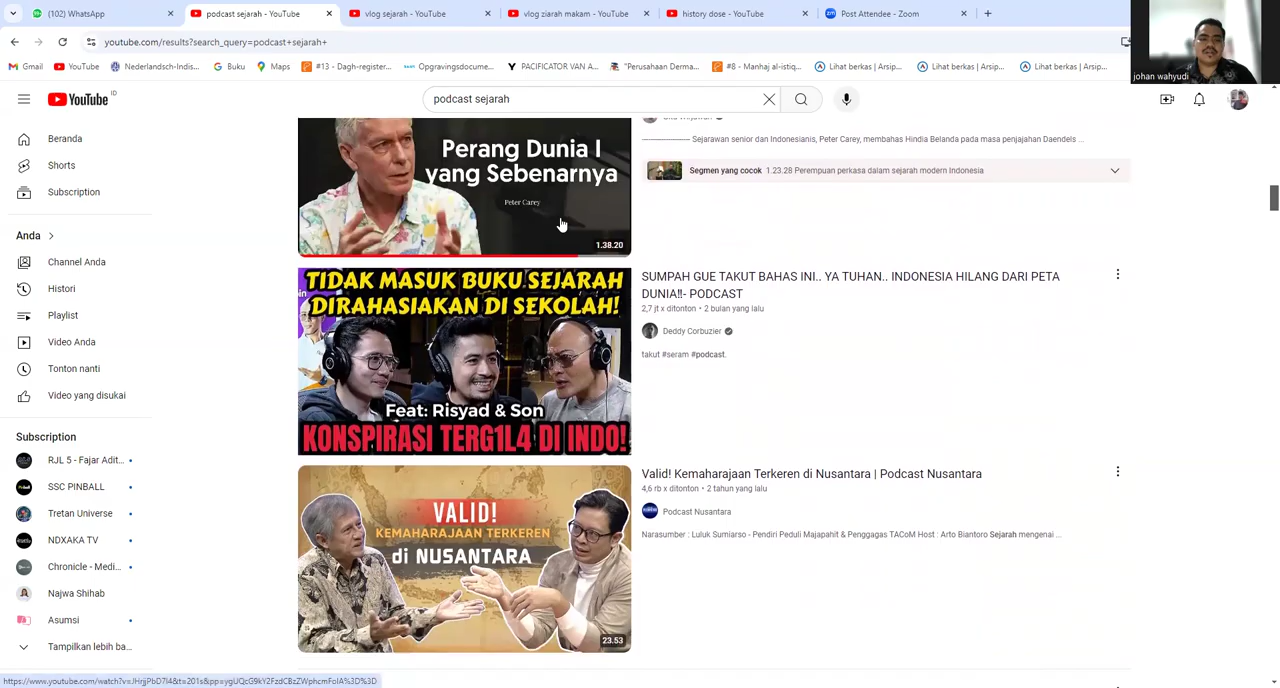 (102) WhatsApp
podcast sejarah - YouTube
vlog sejarah - YouTube
vlog ziarah makam - YouTube
history dose - YouTube
Post Attendee - Zoom
youtube.com/results?search_query=podcast+sejarah+
Gmail
YouTube
Nederlandsch-Indis...
Buku
Maps
#13 - Dagh-register...
Opgravingsdocume...
PACIFICATOR VAN A...
"Perusahaan Derma...
#8 - Manhaj al-istiq...
Lihat berkas | Arsip...
Lihat berkas | Arsip...
Lihat berkas | Arsip...
johan wahyudi
YouTube ID
podcast sejarah
Beranda
Shorts
Subscription
Anda
Channel Anda
Histori
Playlist
Video Anda
Tonton nanti
Video yang disukai
Subscription
RJL 5 - Fajar Adit...
SSC PINBALL
Tretan Universe
NDXAKA TV
Chronicle - Medi...
Najwa Shihab
Asumsi
Tampilkan lebih ba...
Perang Dunia I
yang Sebenarnya
Peter Carey
1.38.20
Sejarawan senior dan Indonesianis, Peter Carey, membahas Hindia Belanda pada masa penjajahan Daendels ...
Segmen yang cocok 1.23.28 Perempuan perkasa dalam sejarah modern Indonesia
TIDAK MASUK BUKU SEJARAH
DIRAHASIAKAN DI SEKOLAH!
Feat: Risyad & Son
KONSPIRASI TERG1L4 DI INDO!
SUMPAH GUE TAKUT BAHAS INI.. YA TUHAN.. INDONESIA HILANG DARI PETA
DUNIA!!- PODCAST
2,7 jt x ditonton • 2 bulan yang lalu
Deddy Corbuzier
takut #seram #podcast.
VALID!
KEMAHARAJAAN TERKEREN
di NUSANTARA
23.53
Valid! Kemaharajaan Terkeren di Nusantara | Podcast Nusantara
4,6 rb x ditonton • 2 tahun yang lalu
Podcast Nusantara
Narasumber : Luluk Sumiarso - Pendiri Peduli Majapahit & Penggagas TACoM Host : Arto Biantoro Sejarah mengenai ...